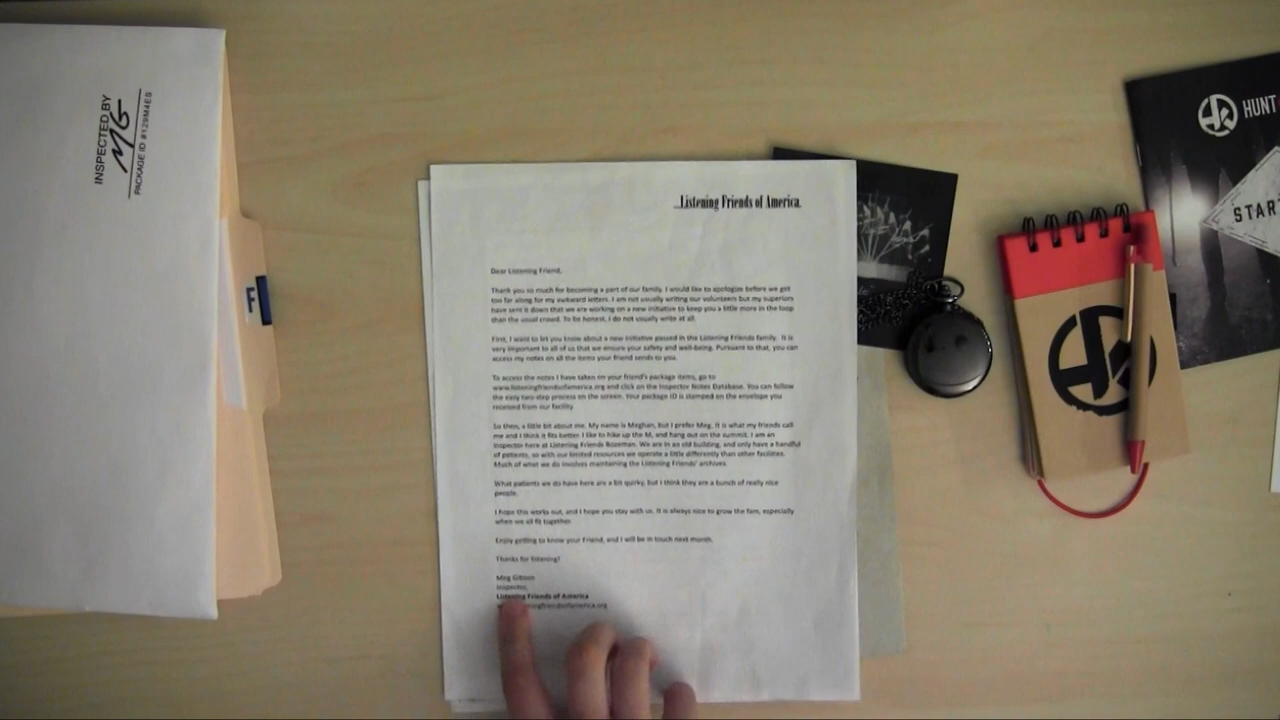 INSPECTED BY
MG
PACKAGE ID #129M4ES
F
Listening Friends of America
Dear Listening Friend,
Thank you so much for becoming a part of our family. I would like to apologize before we get
too far along for my awkward letters. I am not usually writing our volunteers but my superiors
have sent it down that we are working on a new initiative to keep you a little more in the loop
than the usual crowd. To be honest, I do not usually write at all.
First, I want to let you know about a new initiative passed in the Listening Friends family. It is
very important to all of us that we ensure your safety and well-being. Pursuant to that, you can
access my notes on all the items your friend sends to you.
To access the notes I have taken on your friend's package items, go to
www.listeningfriendsofamerica.org and click on the Inspector Notes Database. You can follow
the easy two-step process on the screen. Your package ID is stamped on the envelope you
received from our facility.
So then, a little bit about me. My name is Meghan, but I prefer Meg. It is what my friends call
me and I think it fits better. I like to hike up the M, and hang out on the summit. I am an
Inspector here at Listening Friends Bozeman. We are in an old building, and only have a handful
of patients, so with our limited resources we operate a little differently than other facilities.
Much of what we do involves maintaining the Listening Friends' archives.
What patients we do have here are a bit quirky, but I think they are a bunch of really nice
people.
I hope this works out, and I hope you stay with us. It is always nice to grow the fam, especially
when we all fit together.
Enjoy getting to know your Friend, and I will be in touch next month.
Thanks for listening!
Meg Gibson
Inspector,
Listening Friends of America
HUNT
STAR